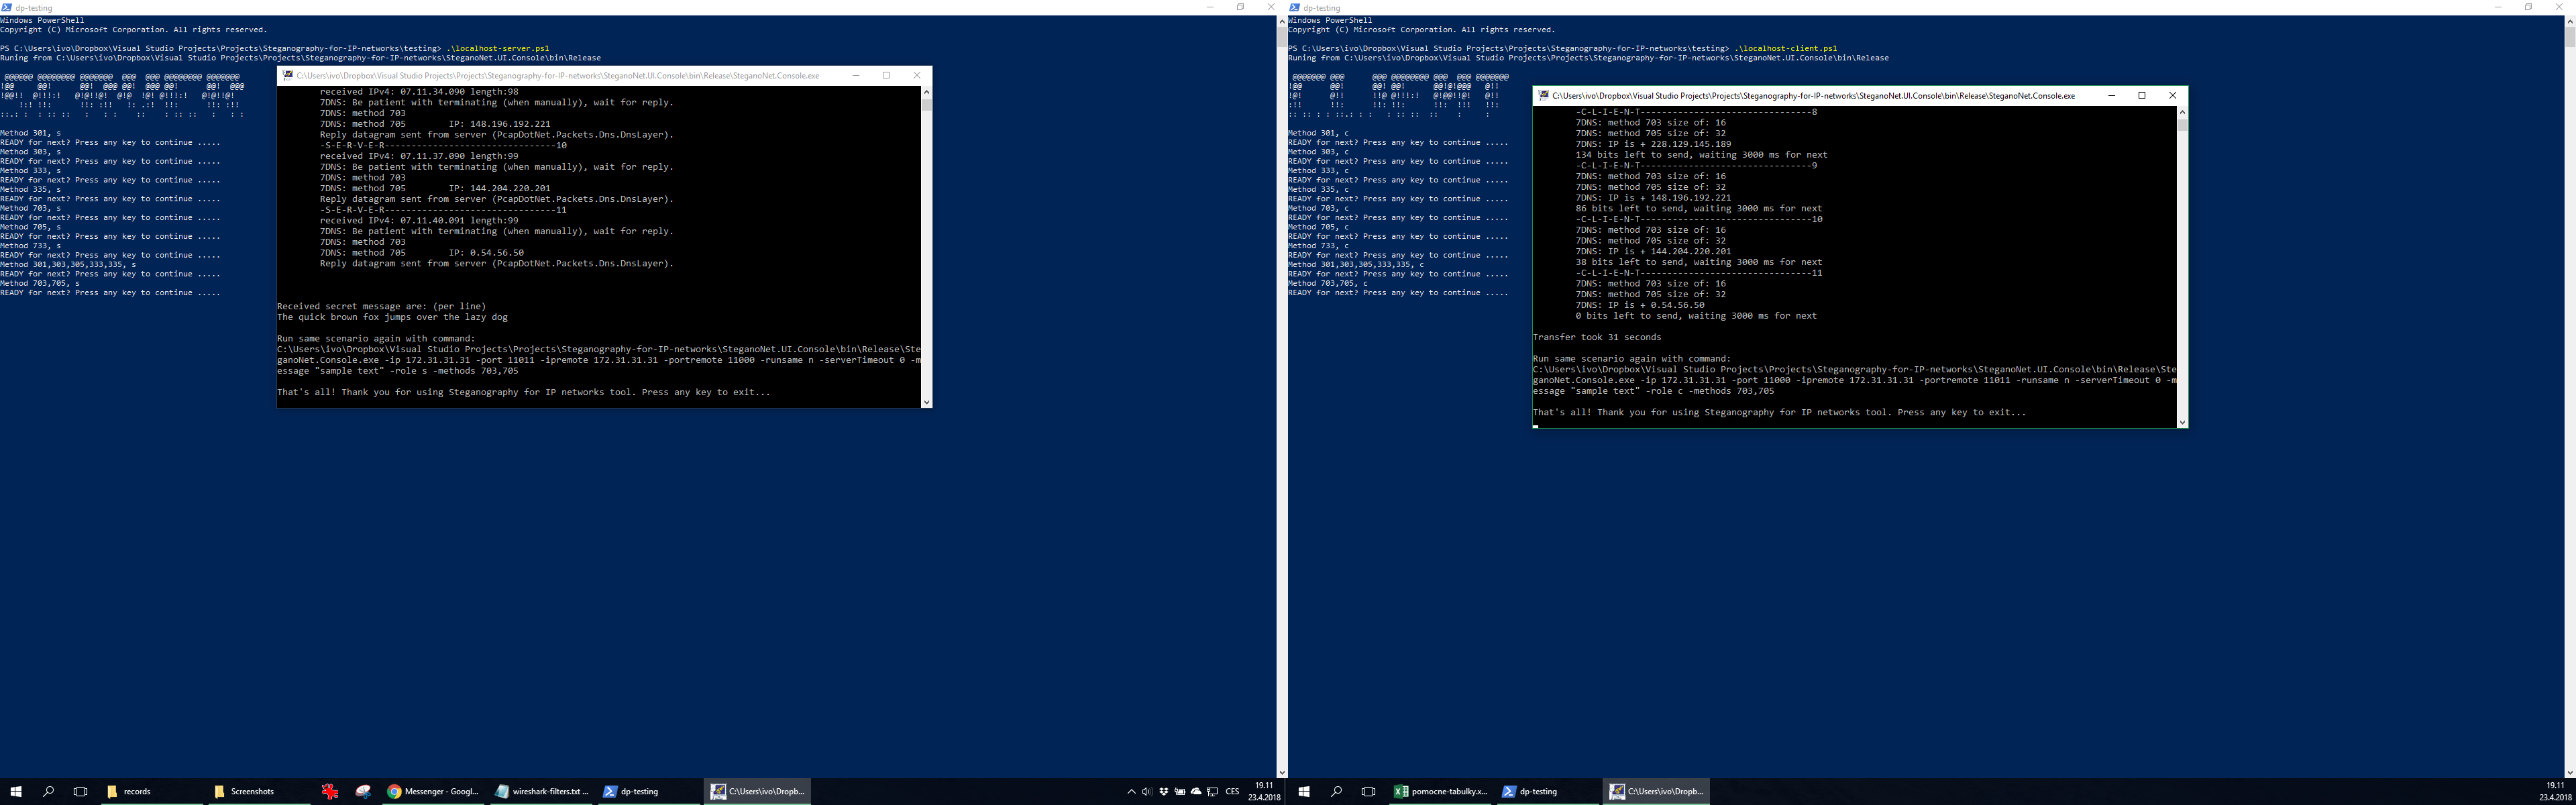 dp-testing
Windows PowerShell
Copyright (C) Microsoft Corporation. All rights reserved.
PS C:\Users\ivo\Dropbox\Visual Studio Projects\Projects\Steganography-for-IP-networks\testing> .\localhost-server.ps1
Runing from C:\Users\ivo\Dropbox\Visual Studio Projects\Projects\Steganography-for-IP-networks\SteganoNet.UI.Console\bin\Release
Method 301, s
READY for next? Press any key to continue .....
Method 303, s
READY for next? Press any key to continue .....
Method 333, s
READY for next? Press any key to continue .....
Method 335, s
READY for next? Press any key to continue .....
Method 703, s
READY for next? Press any key to continue .....
Method 705, s
READY for next? Press any key to continue .....
Method 733, s
READY for next? Press any key to continue .....
Method 301,303,305,333,335, s
READY for next? Press any key to continue .....
Method 703,705, s
READY for next? Press any key to continue .....
C:\Users\ivo\Dropbox\Visual Studio Projects\Projects\Steganography-for-IP-networks\SteganoNet.UI.Console\bin\Release\SteganoNet.Console.exe
received IPv4: 07.11.34.090 length:98
7DNS: Be patient with terminating (when manually), wait for reply.
7DNS: method 703
7DNS: method 705 IP: 148.196.192.221
Reply datagram sent from server (PcapDotNet.Packets.Dns.DnsLayer).
-S-E-R-V-E-R--------------------------------10
received IPv4: 07.11.37.090 length:99
7DNS: Be patient with terminating (when manually), wait for reply.
7DNS: method 703
7DNS: method 705 IP: 144.204.220.201
Reply datagram sent from server (PcapDotNet.Packets.Dns.DnsLayer).
-S-E-R-V-E-R--------------------------------11
received IPv4: 07.11.40.091 length:99
7DNS: Be patient with terminating (when manually), wait for reply.
7DNS: method 703
7DNS: method 705 IP: 0.54.56.50
Reply datagram sent from server (PcapDotNet.Packets.Dns.DnsLayer).
Received secret message are: (per line)
The quick brown fox jumps over the lazy dog
Run same scenario again with command:
C:\Users\ivo\Dropbox\Visual Studio Projects\Projects\Steganography-for-IP-networks\SteganoNet.UI.Console\bin\Release\Ste
ganoNet.Console.exe -ip 172.31.31.31 -port 11011 -ipremote 172.31.31.31 -portremote 11000 -runsame n -serverTimeout 0 -m
essage "sample text" -role s -methods 703,705
That's all! Thank you for using Steganography for IP networks tool. Press any key to exit...
records
Screenshots
Messenger - Googl...
wireshark-filters.txt ...
dp-testing
C:\Users\ivo\Dropb...
CES
19.11
23.4.2018
dp-testing
Windows PowerShell
Copyright (C) Microsoft Corporation. All rights reserved.
PS C:\Users\ivo\Dropbox\Visual Studio Projects\Projects\Steganography-for-IP-networks\testing> .\localhost-client.ps1
Runing from C:\Users\ivo\Dropbox\Visual Studio Projects\Projects\Steganography-for-IP-networks\SteganoNet.UI.Console\bin\Release
Method 301, c
READY for next? Press any key to continue .....
Method 303, c
READY for next? Press any key to continue .....
Method 333, c
READY for next? Press any key to continue .....
Method 335, c
READY for next? Press any key to continue .....
Method 703, c
READY for next? Press any key to continue .....
Method 705, c
READY for next? Press any key to continue .....
Method 733, c
READY for next? Press any key to continue .....
Method 301,303,305,333,335, c
READY for next? Press any key to continue .....
Method 703,705, c
READY for next? Press any key to continue .....
C:\Users\ivo\Dropbox\Visual Studio Projects\Projects\Steganography-for-IP-networks\SteganoNet.UI.Console\bin\Release\SteganoNet.Console.exe
-C-L-I-E-N-T--------------------------------8
7DNS: method 703 size of: 16
7DNS: method 705 size of: 32
7DNS: IP is + 228.129.145.189
134 bits left to send, waiting 3000 ms for next
-C-L-I-E-N-T--------------------------------9
7DNS: method 703 size of: 16
7DNS: method 705 size of: 32
7DNS: IP is + 148.196.192.221
86 bits left to send, waiting 3000 ms for next
-C-L-I-E-N-T--------------------------------10
7DNS: method 703 size of: 16
7DNS: method 705 size of: 32
7DNS: IP is + 144.204.220.201
38 bits left to send, waiting 3000 ms for next
-C-L-I-E-N-T--------------------------------11
7DNS: method 703 size of: 16
7DNS: method 705 size of: 32
7DNS: IP is + 0.54.56.50
0 bits left to send, waiting 3000 ms for next
Transfer took 31 seconds
Run same scenario again with command:
C:\Users\ivo\Dropbox\Visual Studio Projects\Projects\Steganography-for-IP-networks\SteganoNet.UI.Console\bin\Release\Ste
ganoNet.Console.exe -ip 172.31.31.31 -port 11000 -ipremote 172.31.31.31 -portremote 11011 -runsame n -serverTimeout 0 -m
essage "sample text" -role c -methods 703,705
That's all! Thank you for using Steganography for IP networks tool. Press any key to exit...
pomocne-tabulky.x...
dp-testing
C:\Users\ivo\Dropb...
19.11
23.4.2018